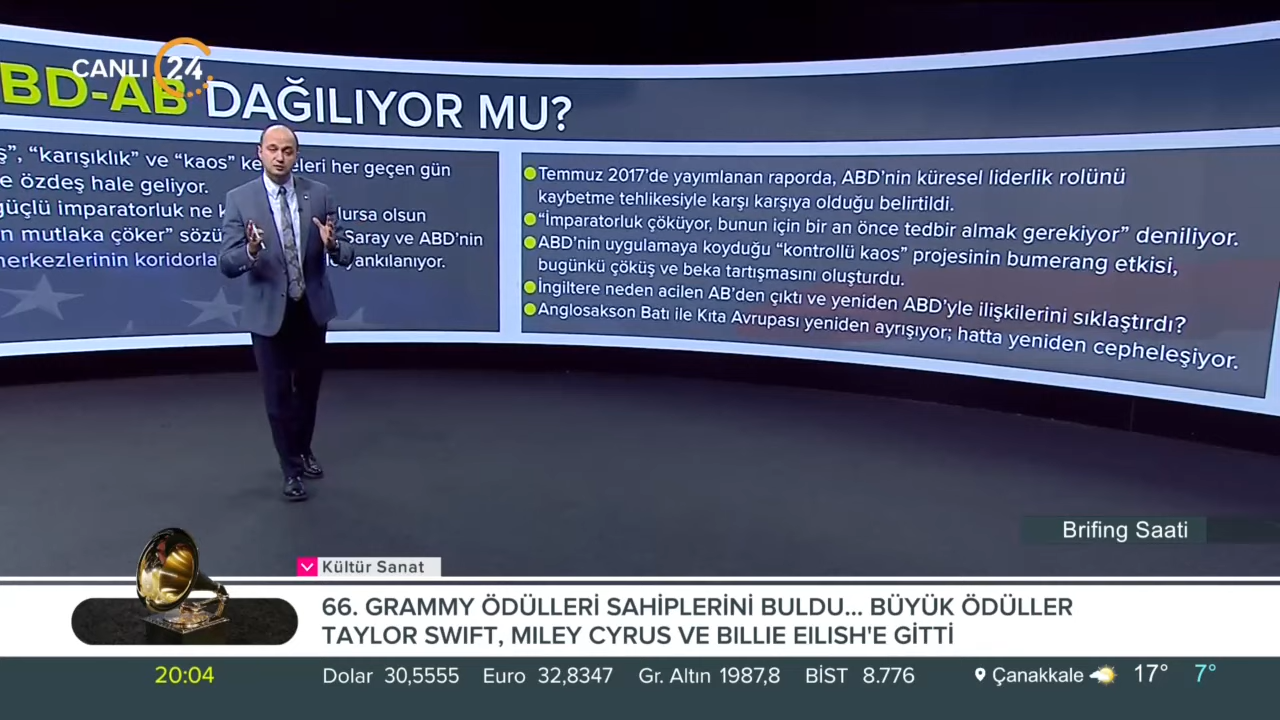 CANLI 24
BD-AB DAĞILIYOR MU?
ş”, “karışıklık” ve “kaos” ke eleri her geçen gün
e özdeş hale geliyor.
güçlü imparatorluk ne k lursa olsun
n mutlaka çöker” sözü Saray ve ABD’nin
merkezlerinin koridorla yankılanıyor.
Temmuz 2017’de yayımlanan raporda, ABD’nin küresel liderlik rolünü
kaybetme tehlikesiyle karşı karşıya olduğu belirtildi.
“İmparatorluk çöküyor, bunun için bir an önce tedbir almak gerekiyor” deniliyor.
ABD’nin uygulamaya koyduğu “kontrollü kaos” projesinin bumerang etkisi,
bugünkü çöküş ve beka tartışmasını oluşturdu.
İngiltere neden acilen AB’den çıktı ve yeniden ABD’yle ilişkilerini sıklaştırdı?
Anglosakson Batı ile Kıta Avrupası yeniden ayrışıyor; hatta yeniden cepheleşiyor.
Brifing Saati
Kültür Sanat
66. GRAMMY ÖDÜLLERİ SAHİPLERİNİ BULDU... BÜYÜK ÖDÜLLER
TAYLOR SWIFT, MILEY CYRUS VE BILLIE EILISH'E GİTTİ
20:04 Dolar 30,5555 Euro 32,8347 Gr. Altın 1987,8 BİST 8.776 Çanakkale 17° 7°